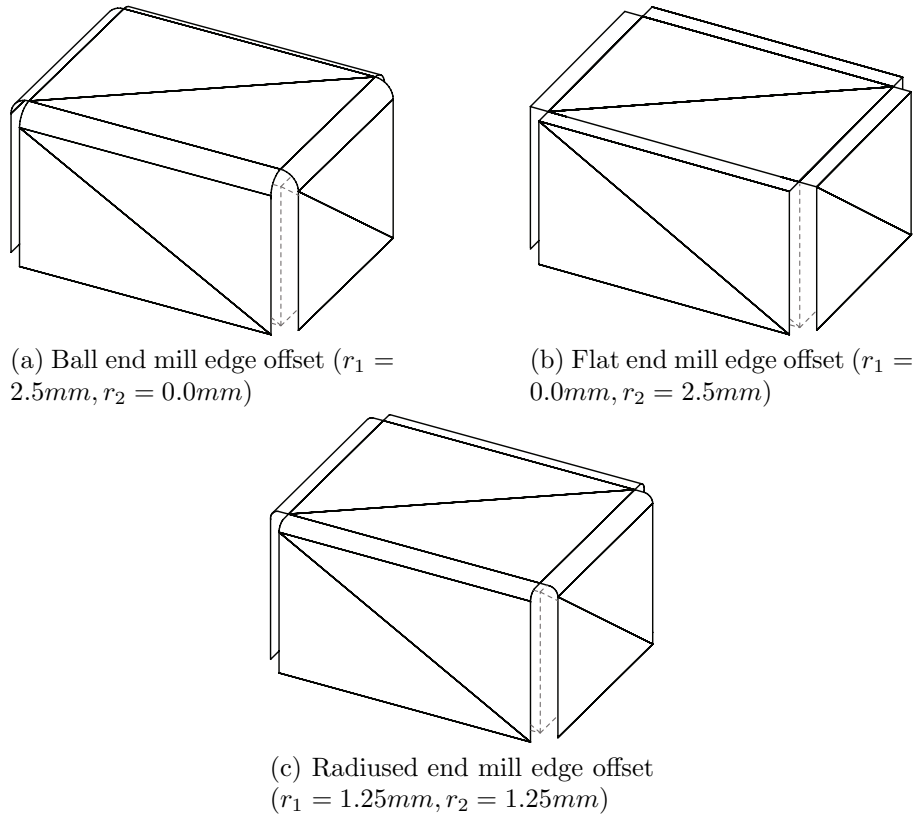 (a) Ball end mill edge offset (r₁ =
2.5mm, r₂ = 0.0mm)
(b) Flat end mill edge offset (r₁ =
0.0mm, r₂ = 2.5mm)
(c) Radiused end mill edge offset
(r₁ = 1.25mm, r₂ = 1.25mm)